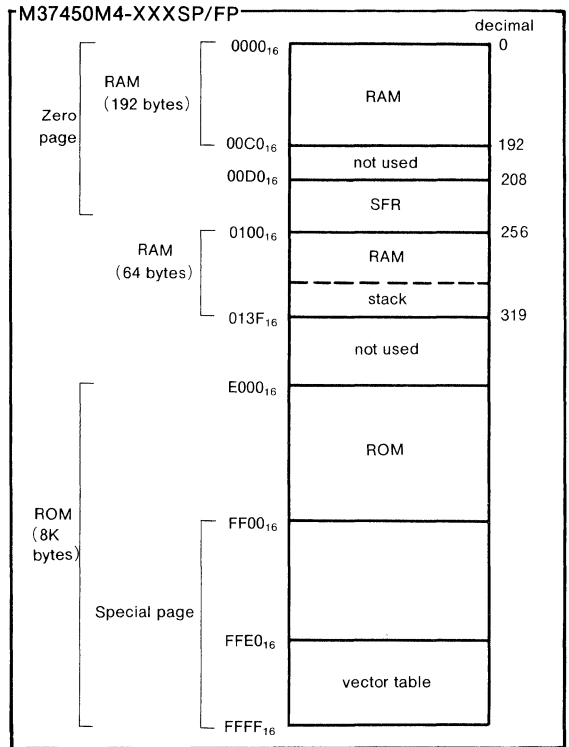 M37450M4-XXXSP/FP
decimal
0000₁₆
0
RAM
(192 bytes)
RAM
Zero
page
00C0₁₆
192
not used
00D0₁₆
208
SFR
0100₁₆
256
RAM
(64 bytes)
RAM
stack
013F₁₆
319
not used
E000₁₆
ROM
ROM
(8K
bytes)
FF00₁₆
Special page
FFE0₁₆
vector table
FFFF₁₆